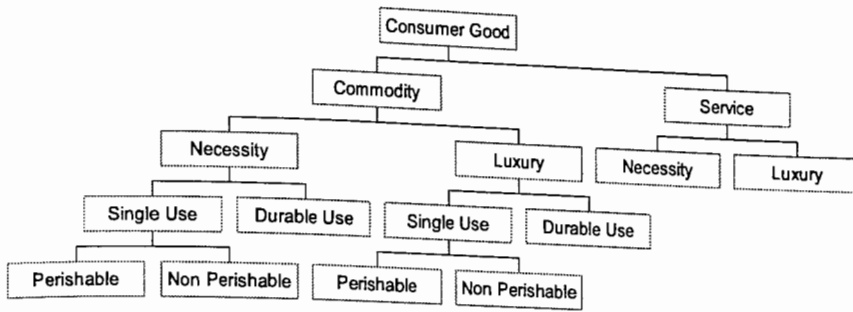 Consumer Good
Commodity
Service
Necessity
Luxury
Necessity
Luxury
Single Use
Durable Use
Single Use
Durable Use
Perishable
Non Perishable
Perishable
Non Perishable